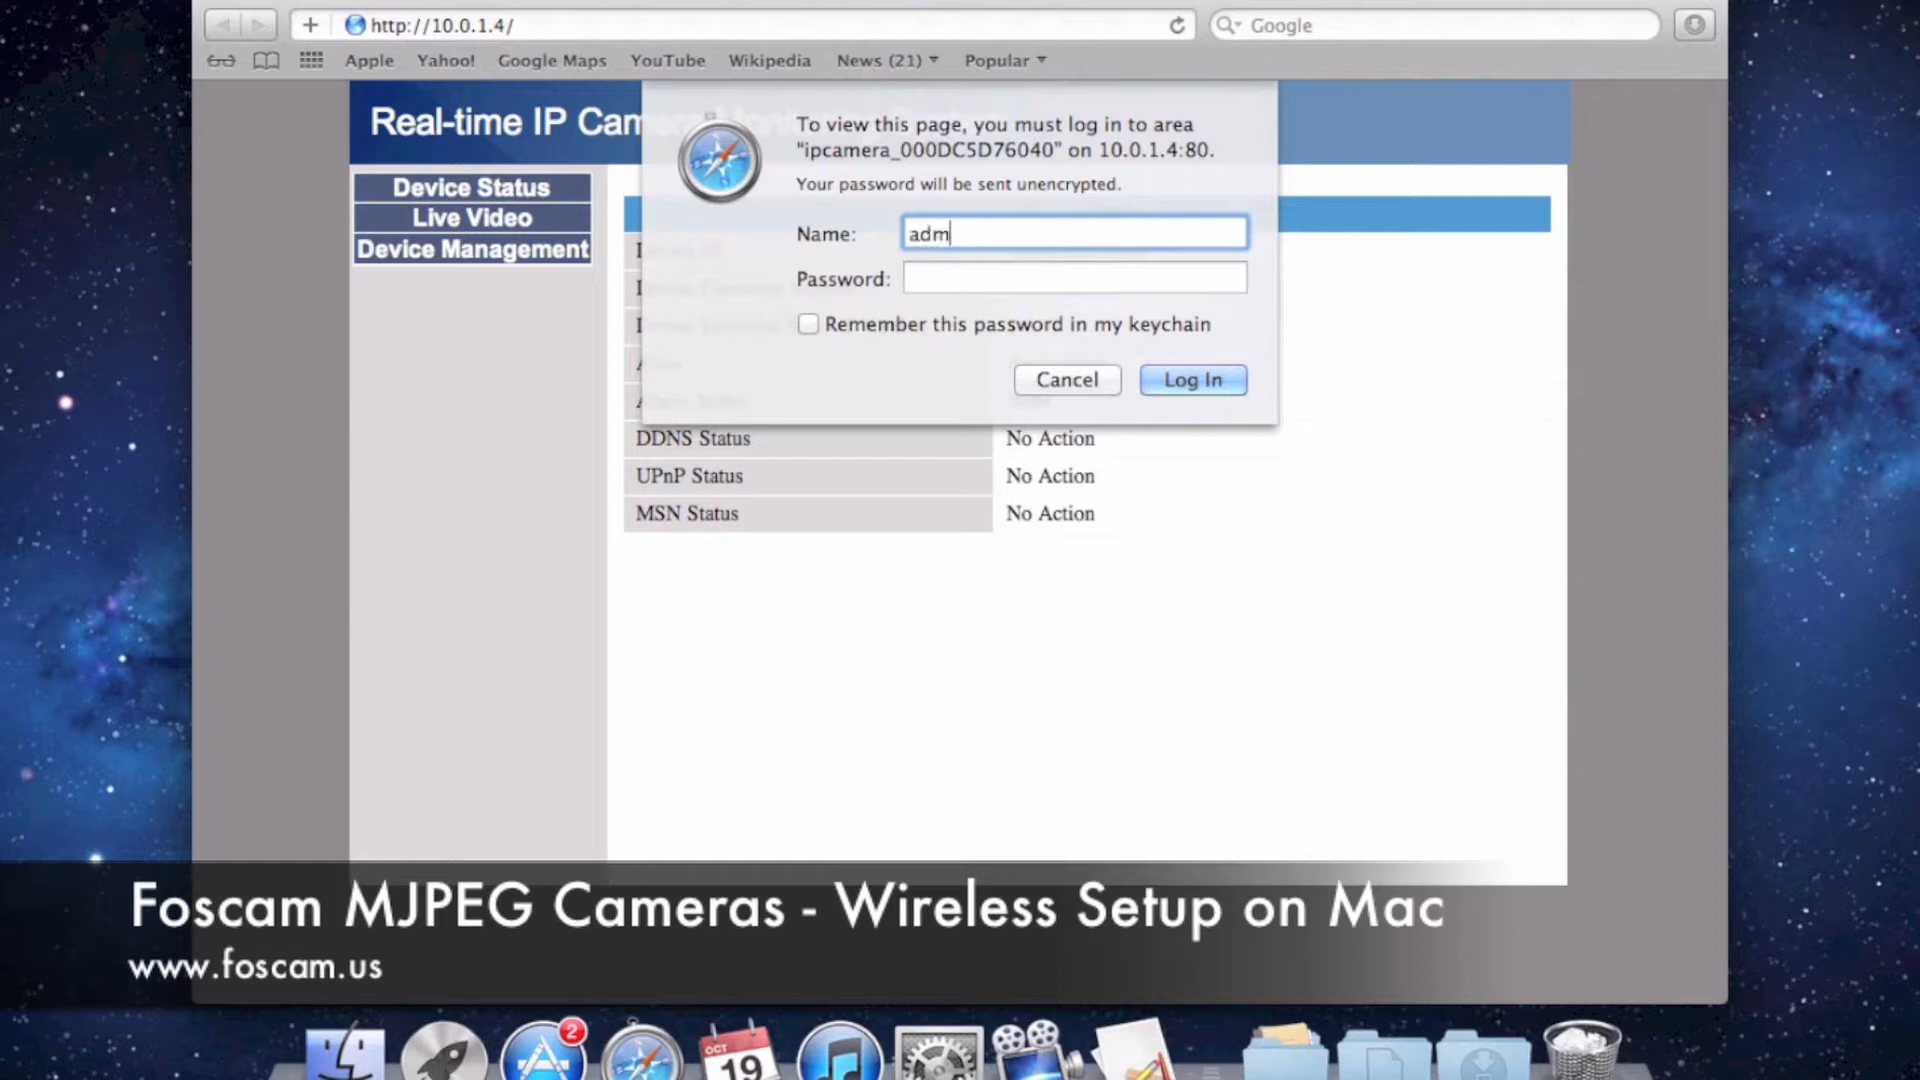 http://10.0.1.4/
Google
Apple
Yahoo!
Google Maps
YouTube
Wikipedia
News (21)
Popular
Real-time IP Cam
To view this page, you must log in to area
"ipcamera_000DC5D76040" on 10.0.1.4:80.
Your password will be sent unencrypted.
Name: adm
Password:
Remember this password in my keychain
Cancel
Log In
Device Status
Live Video
Device Management
DDNS Status No Action
UPnP Status No Action
MSN Status No Action
Foscam MJPEG Cameras - Wireless Setup on Mac
www.foscam.us
2
OCT
19